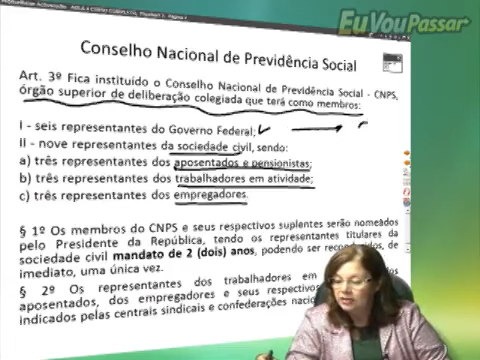 EuVouPassar
Conselho Nacional de Previdência Social
Art. 3º Fica instituído o Conselho Nacional de Previdência Social - CNPS,
órgão superior de deliberação colegiada que terá como membros:
I - seis representantes do Governo Federal;
II - nove representantes da sociedade civil, sendo:
a) três representantes dos aposentados e pensionistas;
b) três representantes dos trabalhadores em atividade;
c) três representantes dos empregadores.
§ 1º Os membros do CNPS e seus respectivos suplentes serão nomeados
pelo Presidente da República, tendo os representantes titulares da
sociedade civil mandato de 2 (dois) anos, podendo ser de
imediato, uma única vez.
§ 2º Os representantes dos trabalhadores em
aposentados, dos empregadores e seus
indicados pelas centrais sindicais e confederações